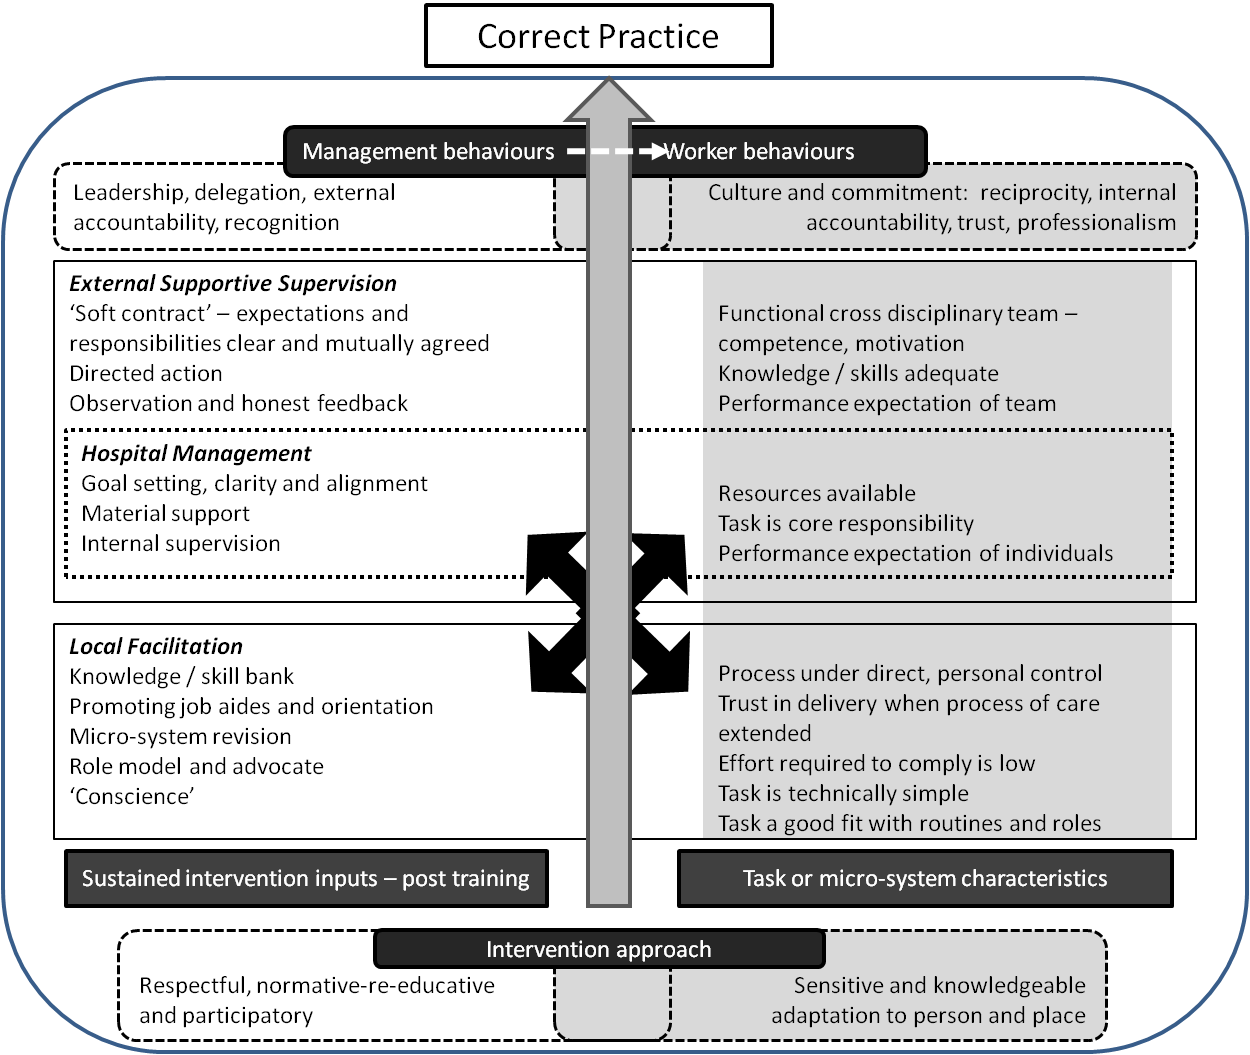 Correct Practice
Management behaviours
Worker behaviours
Leadership, delegation, external
accountability, recognition
Culture and commitment: reciprocity, internal
accountability, trust, professionalism
External Supportive Supervision
‘Soft contract’ – expectations and
responsibilities clear and mutually agreed
Directed action
Observation and honest feedback
Functional cross disciplinary team –
competence, motivation
Knowledge / skills adequate
Performance expectation of team
Hospital Management
Goal setting, clarity and alignment
Material support
Internal supervision
Resources available
Task is core responsibility
Performance expectation of individuals
Local Facilitation
Knowledge / skill bank
Promoting job aides and orientation
Micro-system revision
Role model and advocate
‘Conscience’
Process under direct, personal control
Trust in delivery when process of care
extended
Effort required to comply is low
Task is technically simple
Task a good fit with routines and roles
Sustained intervention inputs – post training
Task or micro-system characteristics
Intervention approach
Respectful, normative-re-educative
and participatory
Sensitive and knowledgeable
adaptation to person and place